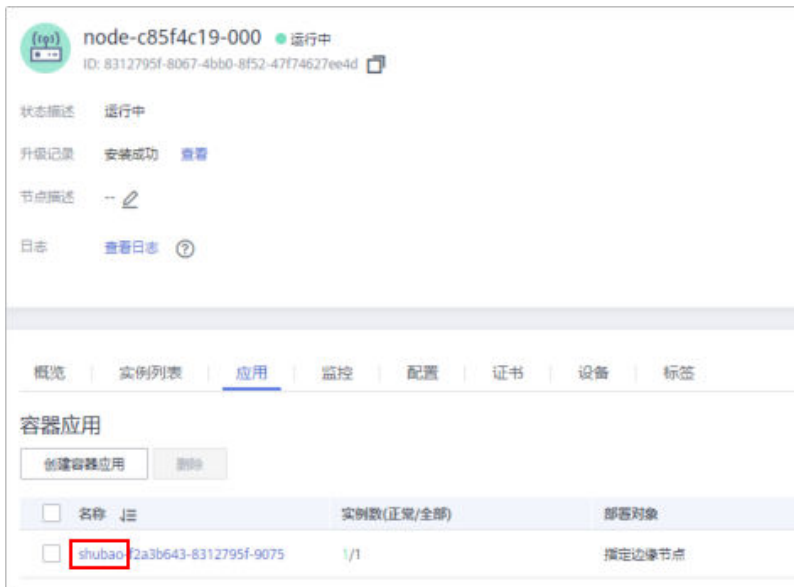 node-c85f4c19-000 运行中
ID: 8312795f-8067-4bb0-8f52-47f74627ee4d
状态描述 运行中
升级记录 安装成功 查看
节点描述 --
日志 查看日志 ?
概览 实例列表 应用 监控 配置 证书 设备 标签
容器应用
创建容器应用 删除
名称 实例数(正常/全部) 部署对象
shubao-f2a3b643-8312795f-9075 1/1 指定边缘节点